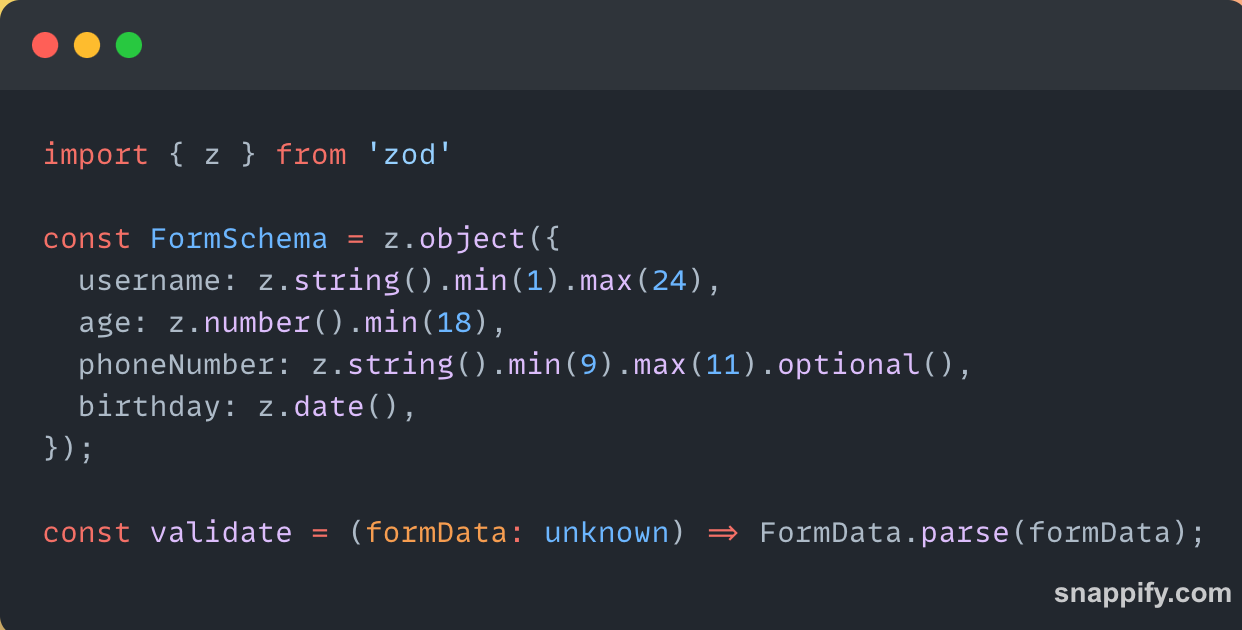 import { z } from 'zod'
const FormSchema = z.object({
  username: z.string().min(1).max(24),
  age: z.number().min(18),
  phoneNumber: z.string().min(9).max(11).optional(),
  birthday: z.date(),
});
const validate = (formData: unknown) => FormData.parse(formData);
snappify.com